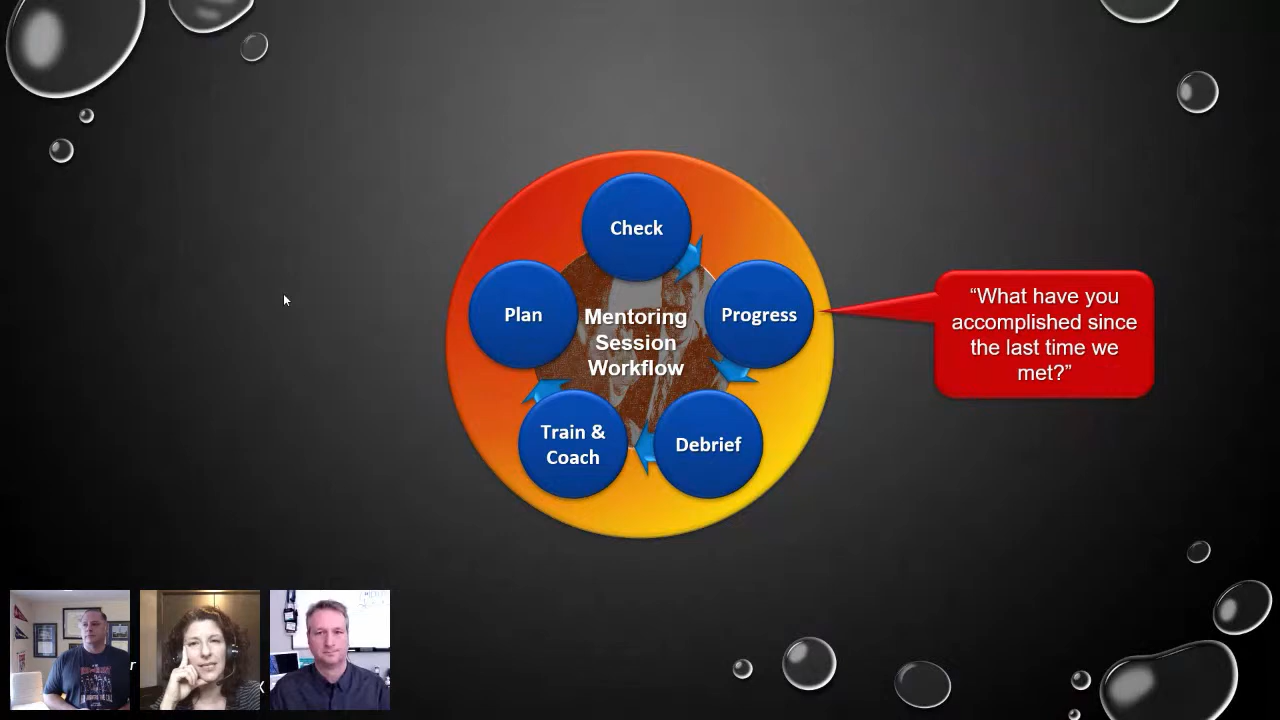 Check
Plan
Mentoring
Session
Workflow
Progress
“What have you
accomplished since
the last time we
met?”
Train &
Coach
Debrief